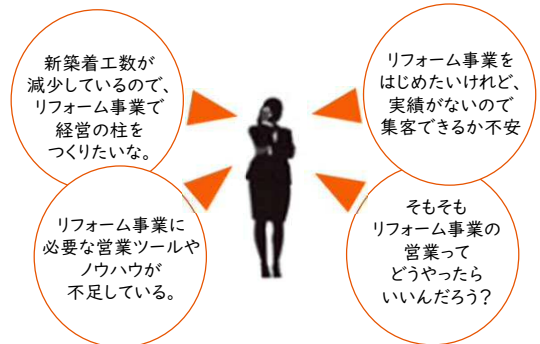 新築着工数が
減少しているので、
リフォーム事業で
経営の柱を
つくりたいな。
リフォーム事業を
はじめたいけれど、
実績がないので
集客できるか不安
リフォーム事業に
必要な営業ツールや
ノウハウが
不足している。
そもそも
リフォーム事業の
営業って
どうやったら
いいんだろう？